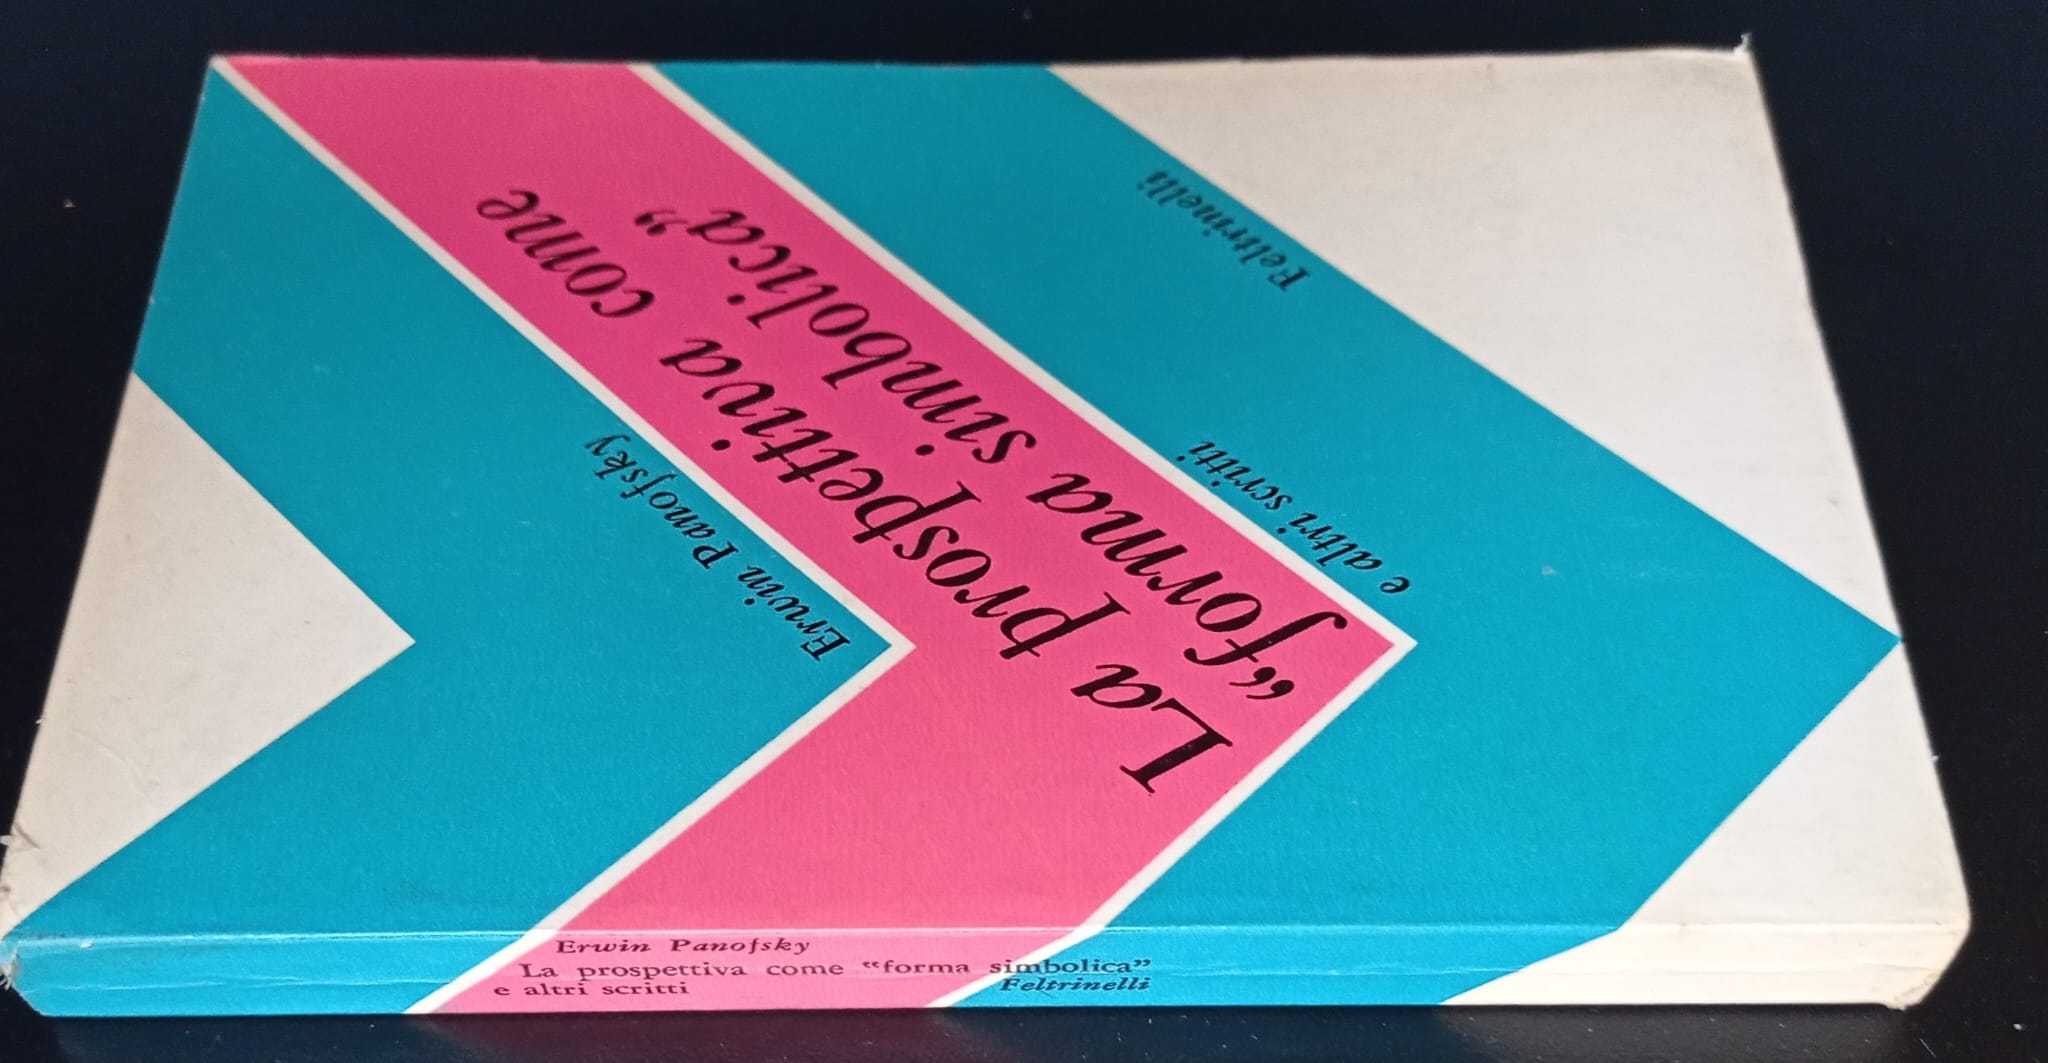 Erwin Panofsky
La prospettiva come
“forma simbolica”
e altri scritti
Feltrinelli
Erwin Panofsky
La prospettiva come “forma simbolica”
e altri scritti
Feltrinelli